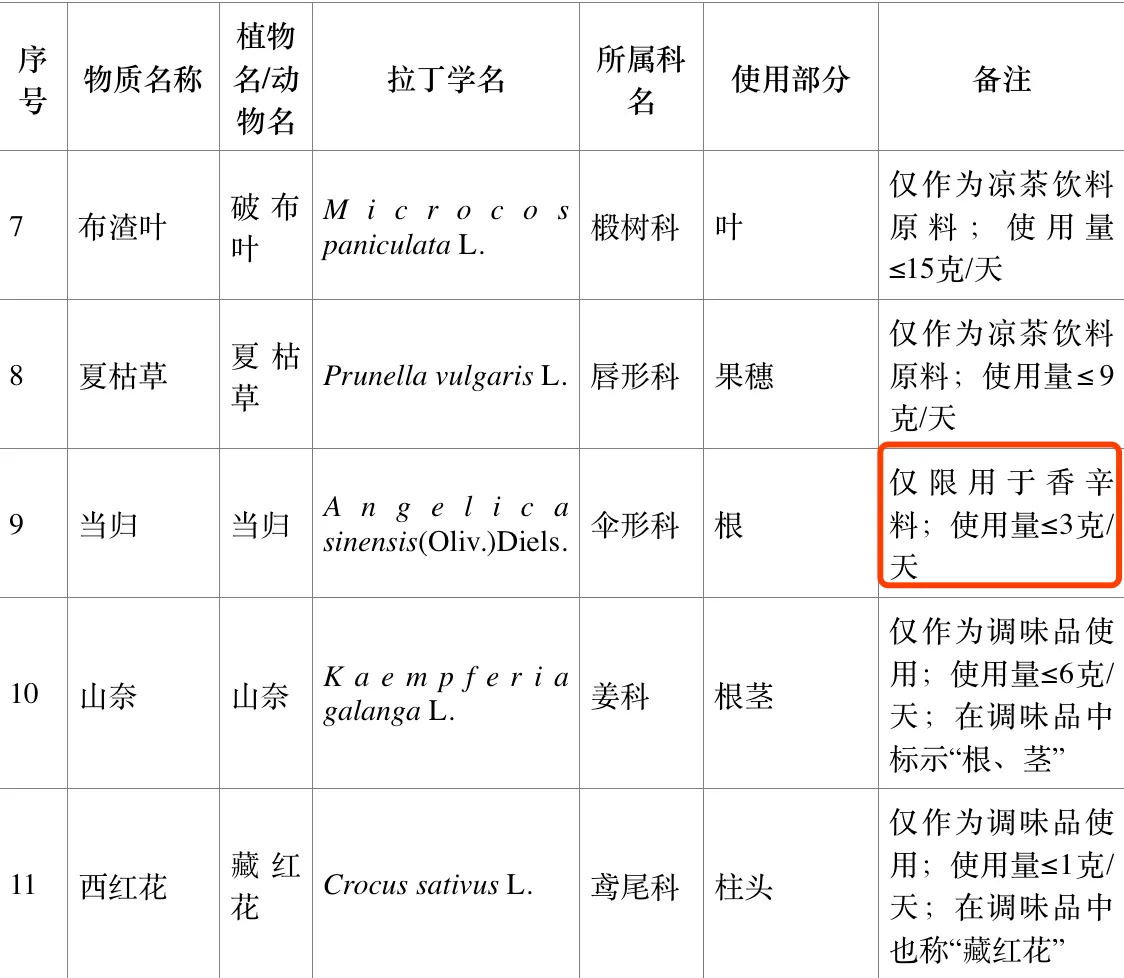 序
号
物质名称
植物
名/动
物名
拉丁学名
所属科
名
使用部分
备注
7
布渣叶
破布
叶
Microcos
paniculata L.
椴树科
叶
仅作为凉茶饮料
原料；使用量
≤15克/天
8
夏枯草
夏枯
草
Prunella vulgaris L.
唇形科
果穗
仅作为凉茶饮料
原料；使用量≤9
克/天
9
当归
当归
Angelica
sinensis(Oliv.)Diels.
伞形科
根
仅限用于香辛
料；使用量≤3克/
天
10
山奈
山奈
Kaempferia
galanga L.
姜科
根茎
仅作为调味品使
用；使用量≤6克/
天；在调味品中
标示“根、茎”
11
西红花
藏红
花
Crocus sativus L.
鸢尾科
柱头
仅作为调味品使
用；使用量≤1克/
天；在调味品中
也称“藏红花”